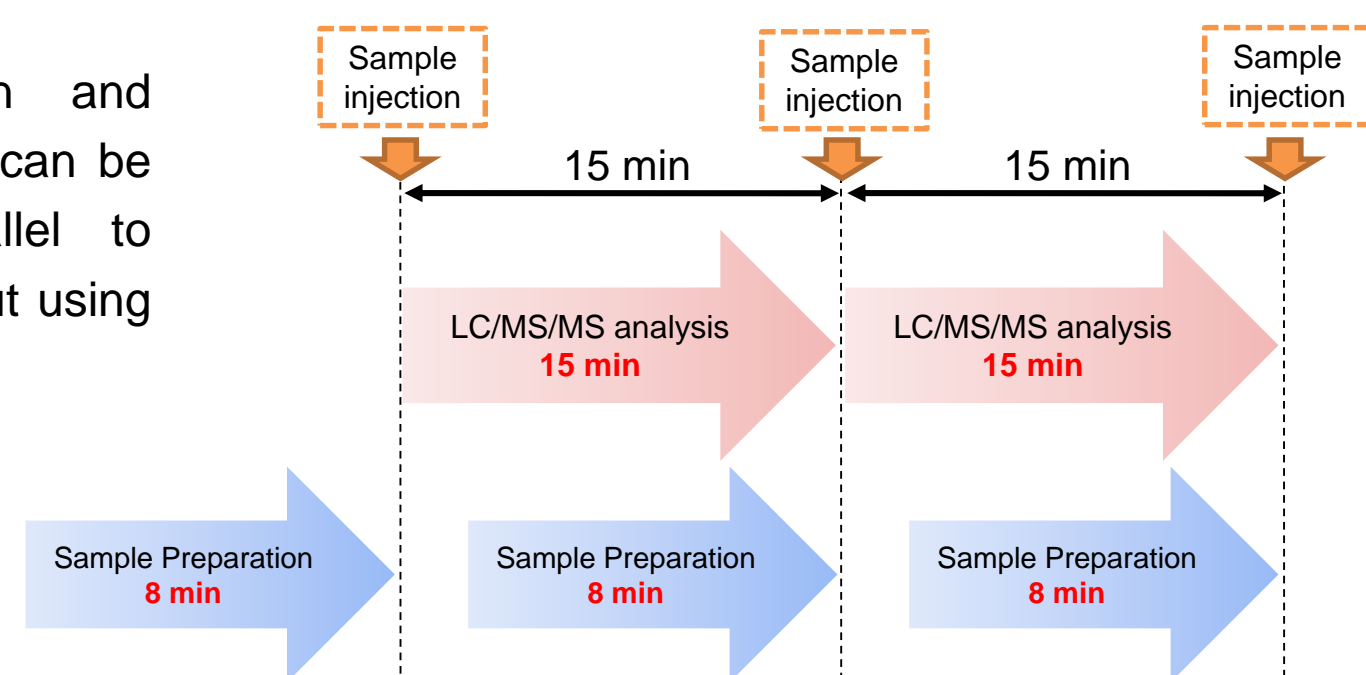 and
can be
to
using
Sample
injection
Sample
injection
Sample
injection
15 min
15 min
LC/MS/MS analysis
15 min
LC/MS/MS analysis
15 min
Sample Preparation
8 min
Sample Preparation
8 min
Sample Preparation
8 min